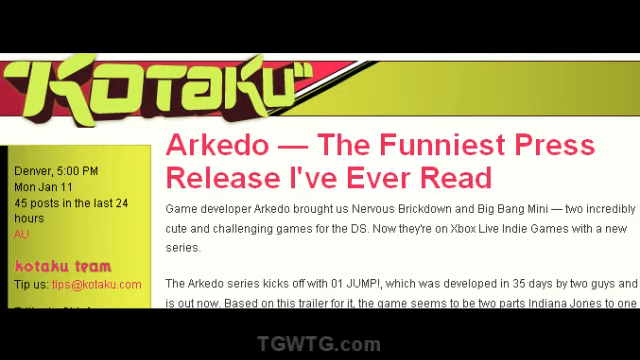 KOTAKU
Arkedo — The Funniest Press
Release I've Ever Read
Denver, 5:00 PM
Mon Jan 11
45 posts in the last 24
hours
AU
kotaku team
Tip us: tips@kotaku.com
Game developer Arkedo brought us Nervous Brickdown and Big Bang Mini — two incredibly
cute and challenging games for the DS. Now they're on Xbox Live Indie Games with a new
series.
The Arkedo series kicks off with 01 JUMP!, which was developed in 35 days by two guys and
is out now. Based on this trailer for it, the game seems to be two parts Indiana Jones to one
TGWTG.com